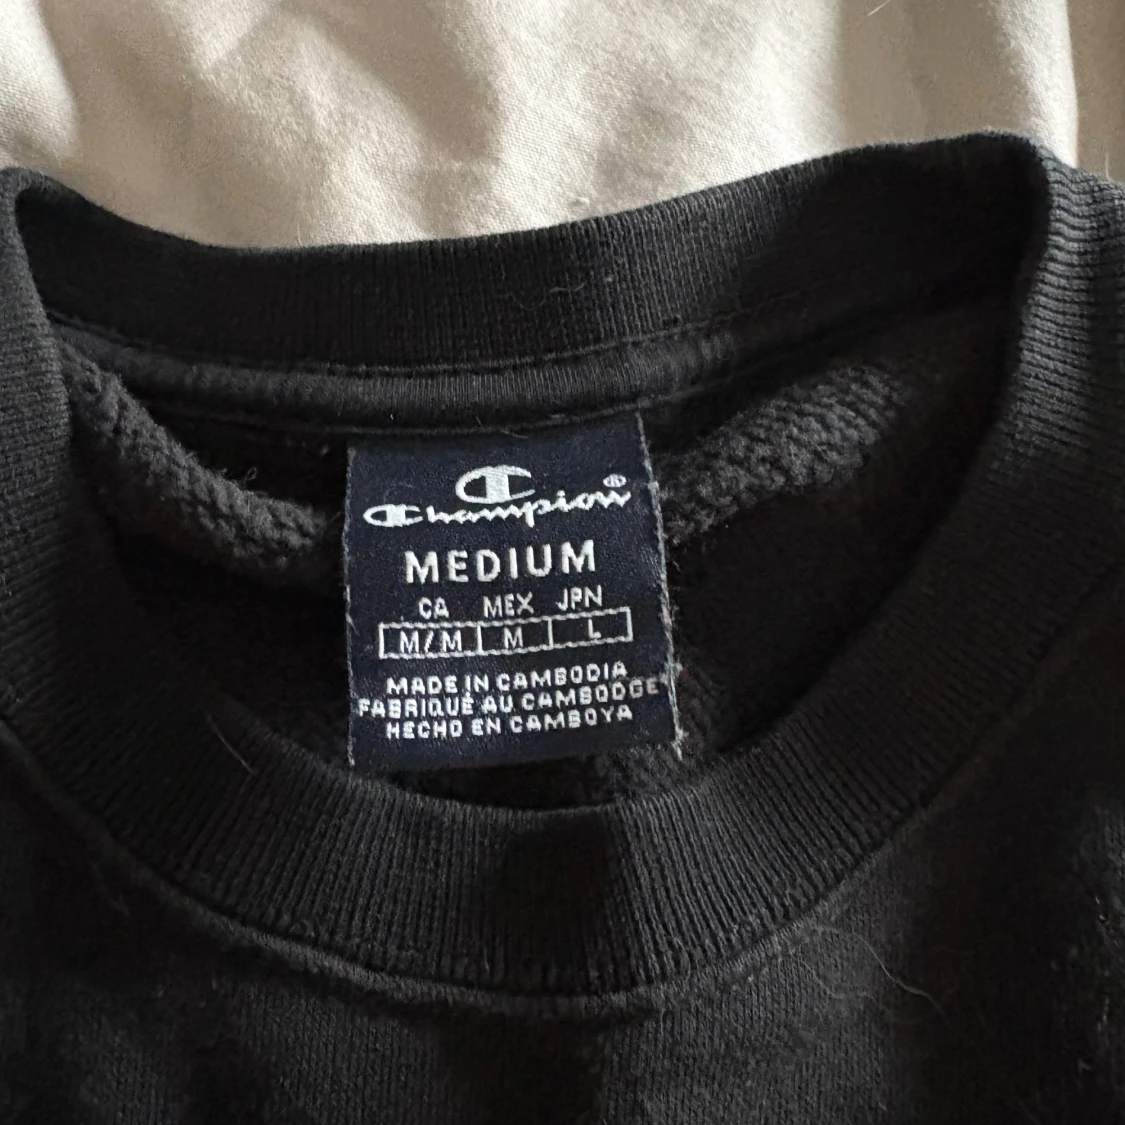 Champion®
MEDIUM
CA MEX JPN
M/M M L
MADE IN CAMBODIA
FABRIQUÉ AU CAMBODGE
HECHO EN CAMBOYA